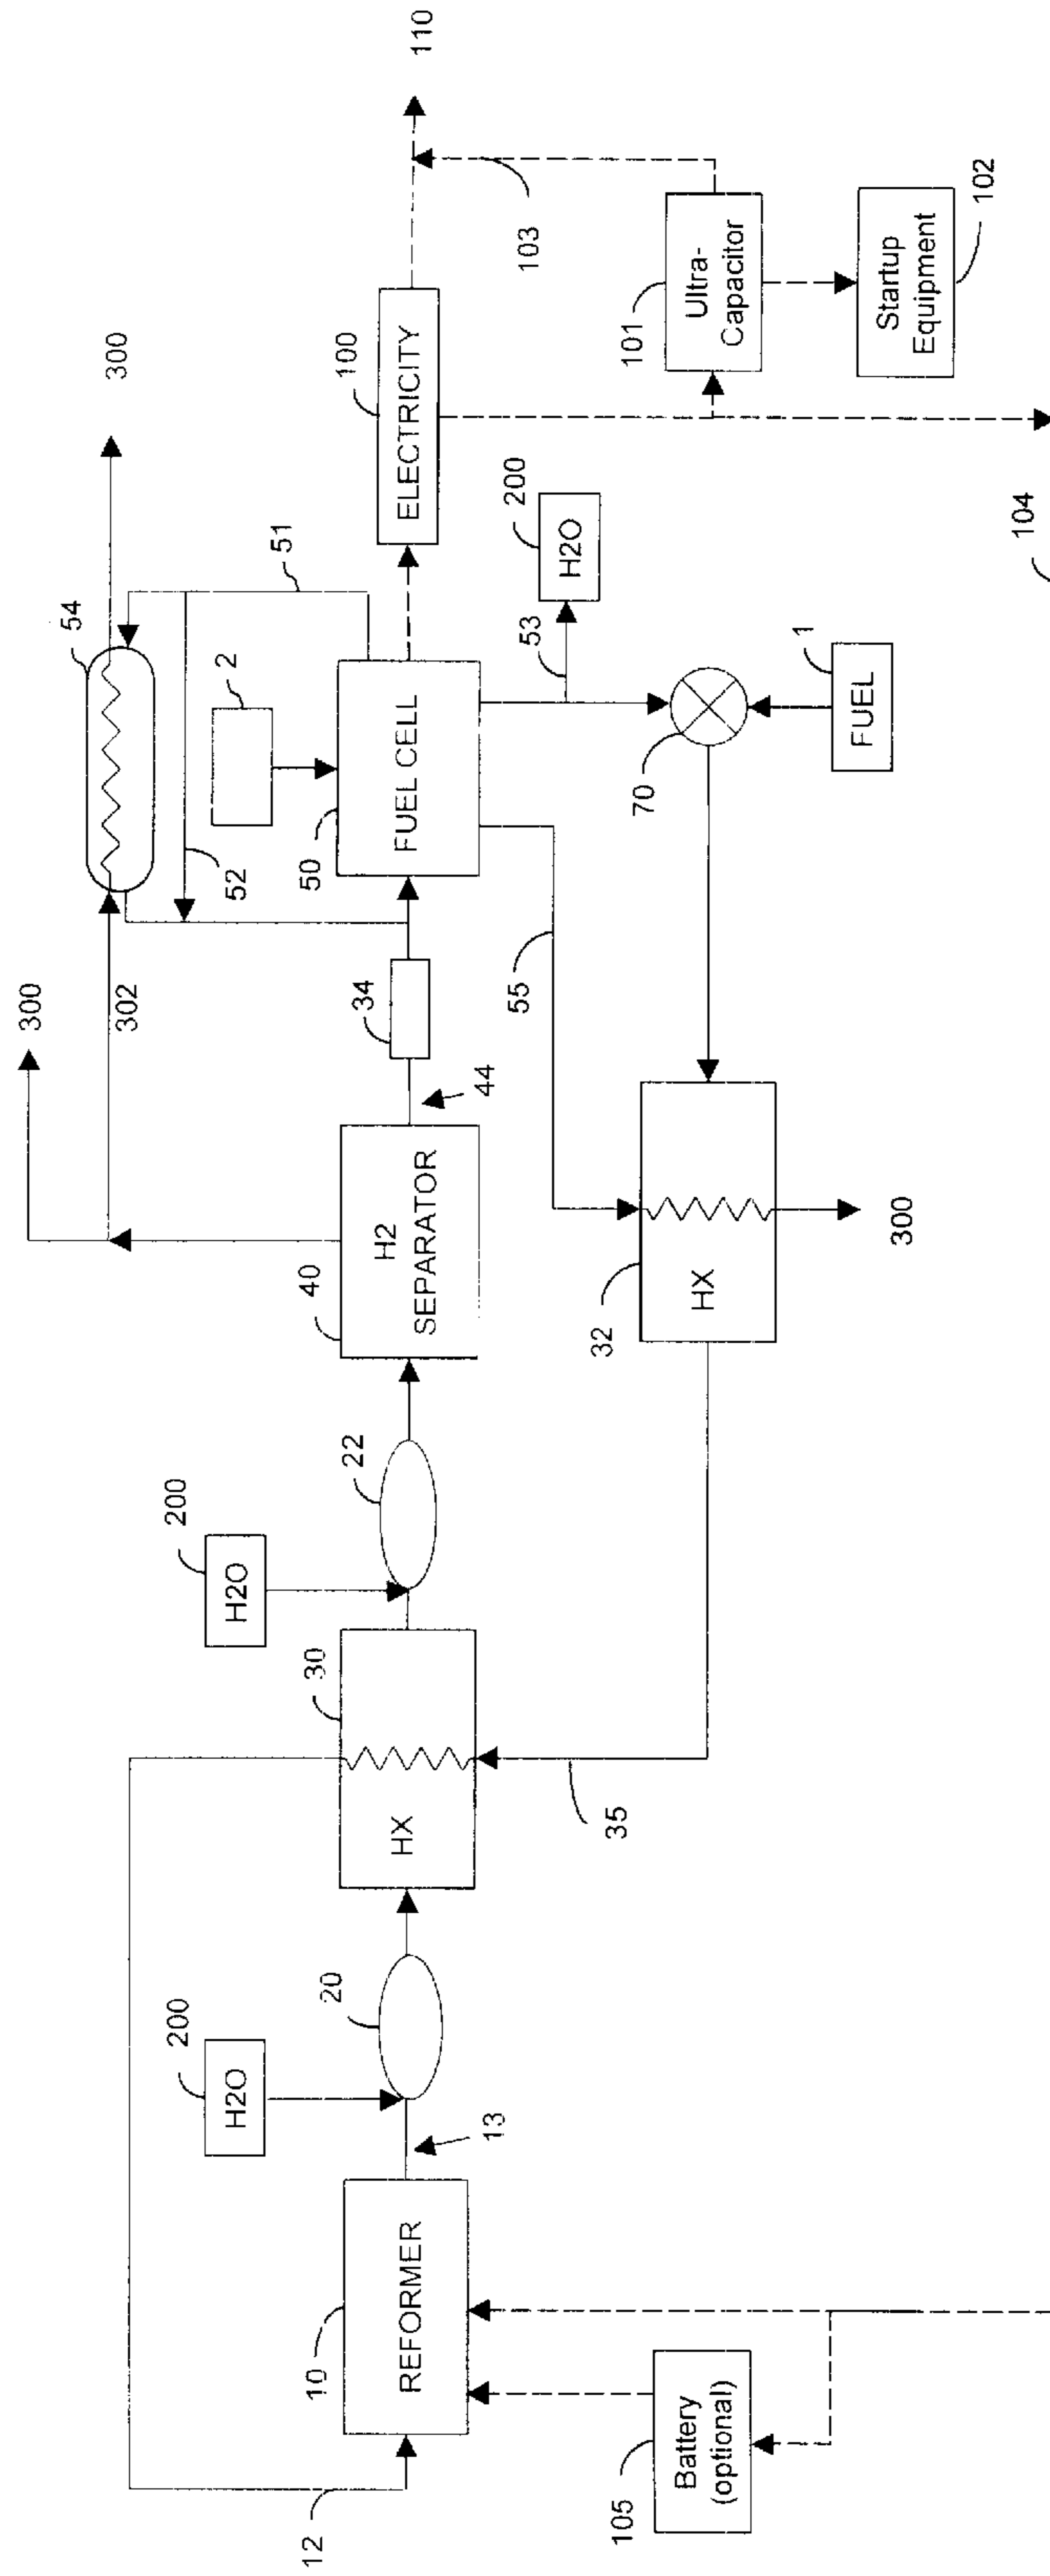 300
54
300
302
200
200
2
H2O
H2O
52
51
12
10
20
30
22
40
34
50
100
110
REFORMER
HX
H2
SEPARATOR
FUEL CELL
ELECTRICITY
13
44
53
200
103
55
H2O
105
35
32
70
1
101
Battery
(optional)
HX
Ultra-
Capacitor
FUEL
300
Startup
Equipment
102
104